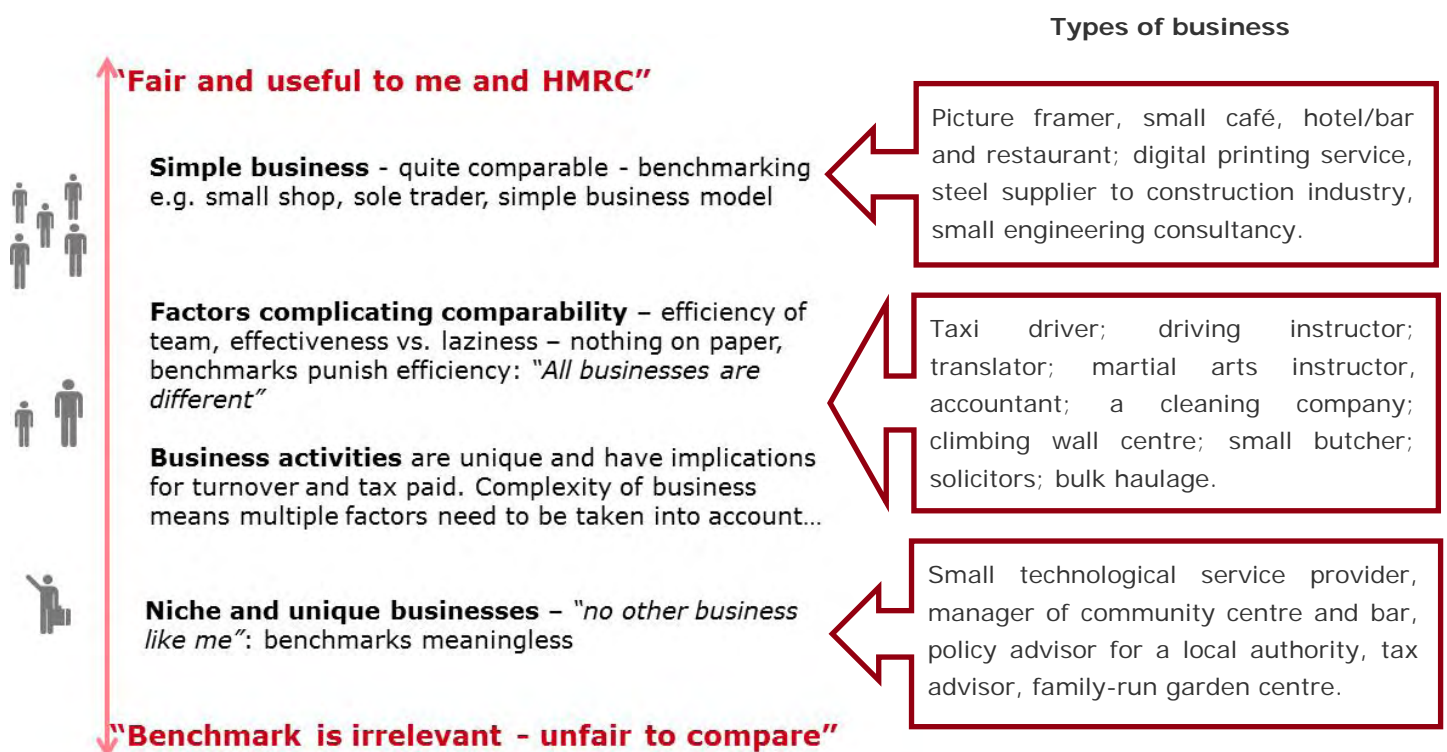 Types of business
“Fair and useful to me and HMRC”
Simple business - quite comparable - benchmarking
e.g. small shop, sole trader, simple business model
Picture framer, small café, hotel/bar
and restaurant; digital printing service,
steel supplier to construction industry,
small engineering consultancy.
Factors complicating comparability – efficiency of
team, effectiveness vs. laziness – nothing on paper,
benchmarks punish efficiency: “All businesses are
different”
Business activities are unique and have implications
for turnover and tax paid. Complexity of business
means multiple factors need to be taken into account…
Taxi driver; driving instructor;
translator; martial arts instructor,
accountant; a cleaning company;
climbing wall centre; small butcher;
solicitors; bulk haulage.
Niche and unique businesses – “no other business
like me”: benchmarks meaningless
Small technological service provider,
manager of community centre and bar,
policy advisor for a local authority, tax
advisor, family-run garden centre.
“Benchmark is irrelevant - unfair to compare”